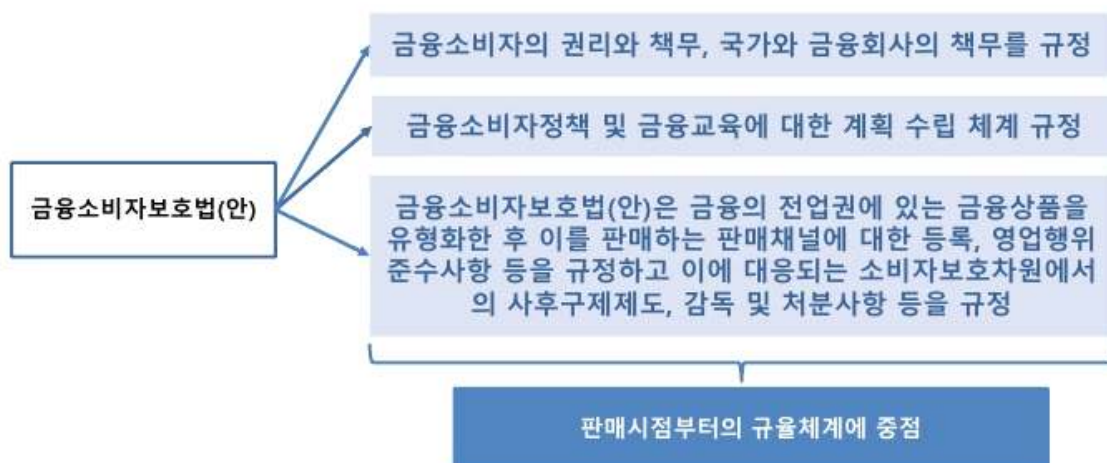 금융소비자의 권리와 책무, 국가와 금융회사의 책무를 규정
금융소비자정책 및 금융교육에 대한 계획 수립 체계 규정
금융소비자보호법(안)
금융소비자보호법(안)은 금융의 전업권에 있는 금융상품을
유형화한 후 이를 판매하는 판매채널에 대한 등록, 영업행위
준수사항 등을 규정하고 이에 대응되는 소비자보호차원에서
의 사후구제제도, 감독 및 처분사항 등을 규정
판매시점부터의 규율체계에 중점